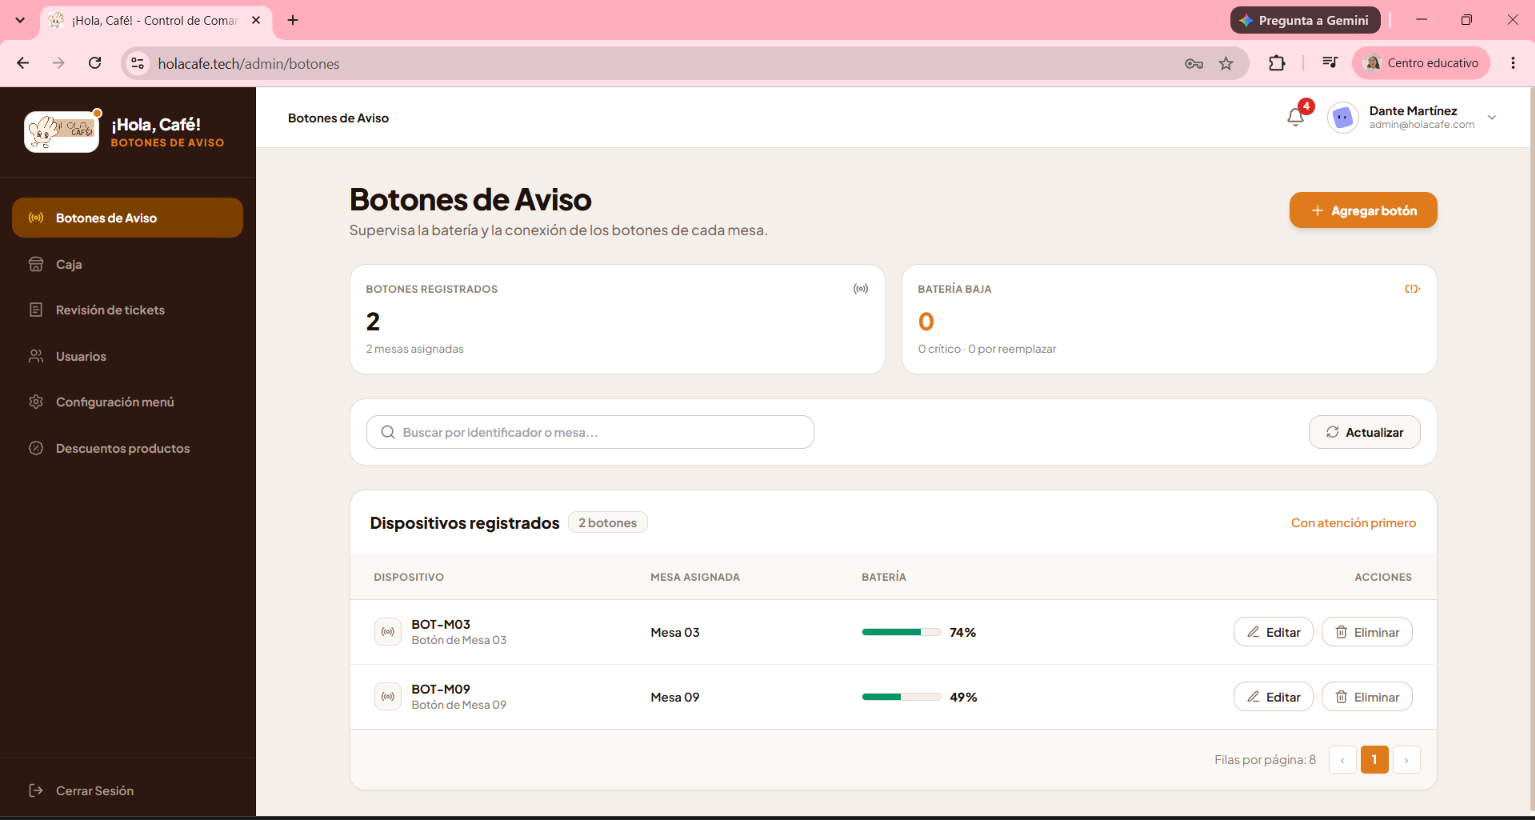 ¡Hola, Café! - Control de Comar
Pregunta a Gemini
holacafe.tech/admin/botones
Centro educativo
¡Hola, Café!
BOTONES DE AVISO
Botones de Aviso
4
Dante Martínez
admin@holacafe.com
Botones de Aviso
Caja
Revisión de tickets
Usuarios
Configuración menú
Descuentos productos
Cerrar Sesión
Botones de Aviso
Supervisa la batería y la conexión de los botones de cada mesa.
+ Agregar botón
BOTONES REGISTRADOS
2
2 mesas asignadas
BATERÍA BAJA
0
0 crítico · 0 por reemplazar
Buscar por identificador o mesa...
Actualizar
Dispositivos registrados 2 botones
Con atención primero
DISPOSITIVO MESA ASIGNADA BATERÍA ACCIONES
BOT-M03
Botón de Mesa 03
Mesa 03 74% Editar Eliminar
BOT-M09
Botón de Mesa 09
Mesa 09 49% Editar Eliminar
Filas por página: 8 ‹ 1 ›